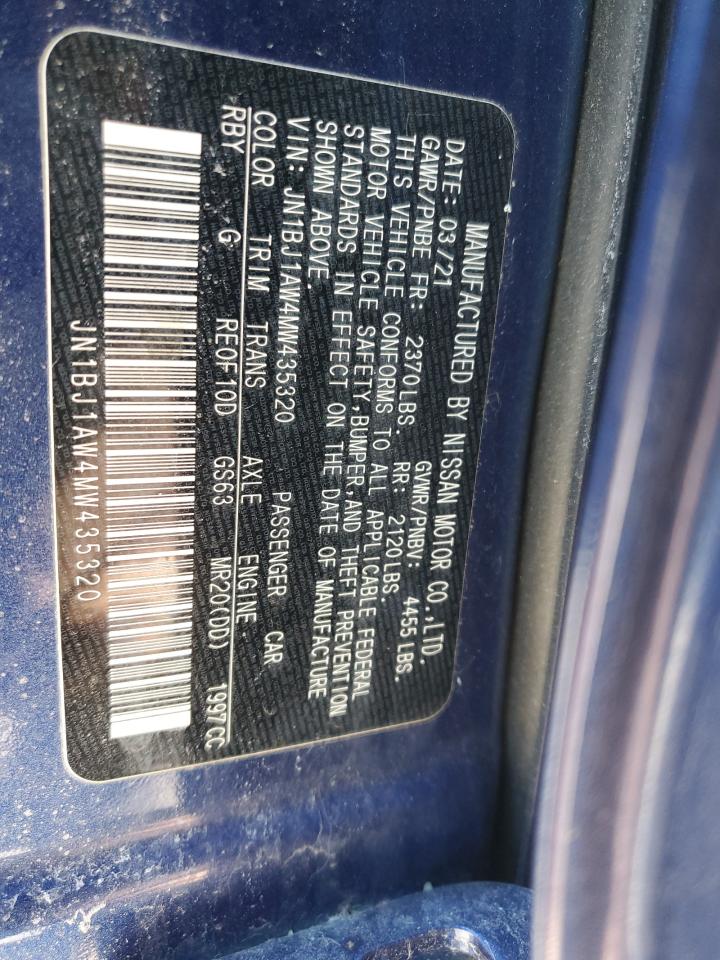 MANUFACTURED BY NISSAN MOTOR CO.,LTD.
DATE: 03/21 GVWR/PNBV: 4455 LBS.
GAWR/PNBE FR: 2370 LBS. RR: 2120 LBS.
THIS VEHICLE CONFORMS TO ALL APPLICABLE FEDERAL
MOTOR VEHICLE SAFETY,BUMPER,AND THEFT PREVENTION
STANDARDS IN EFFECT ON THE DATE OF MANUFACTURE
SHOWN ABOVE.
VIN: JN1BJ1AW4MW435320 PASSENGER CAR
COLOR TRIM TRANS AXLE ENGINE
RBY G RE0F10D GS63 MR20(DD) 1997CC
JN1BJ1AW4MW435320